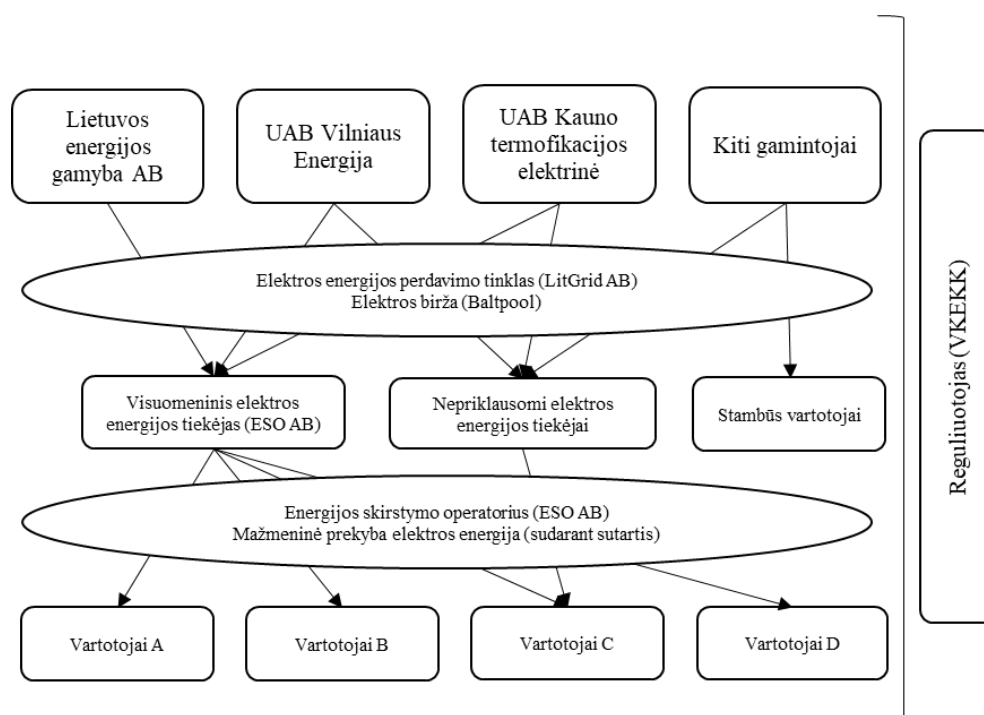 Lietuvos
energijos
gamyba AB
UAB Vilniaus
Energija
UAB Kauno
termofikacijos
elektrinė
Kiti gamintojai
Elektros energijos perdavimo tinklas (LitGrid AB)
Elektros birža (Baltpool)
Visuomeninis elektros
energijos tiekėjas (ESO AB)
Nepriklausomi elektros
energijos tiekėjai
Stambūs vartotojai
Energijos skirstymo operatorius (ESO AB)
Mažmeninė prekyba elektros energija (sudarant sutartis)
Vartotojai A
Vartotojai B
Vartotojai C
Vartotojai D
Reguliuotojas (VKEKK)